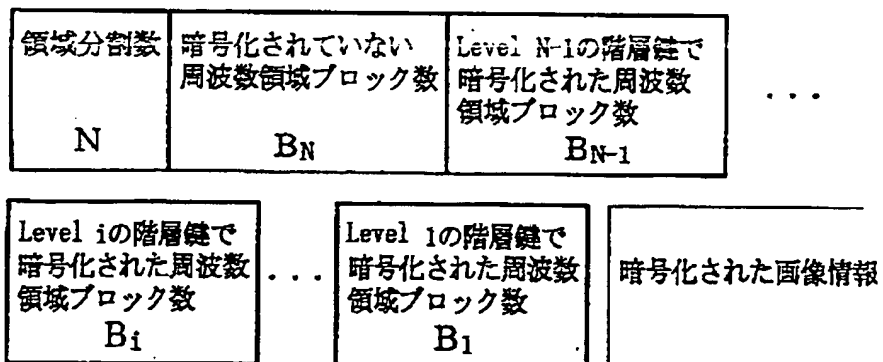 領域分割数
N
暗号化されていない
周波数領域ブロック数
BN
Level N-1の階層鍵で
暗号化された周波数
領域ブロック数
BN-1
...
Level iの階層鍵で
暗号化された周波数
領域ブロック数
Bi
...
Level 1の階層鍵で
暗号化された周波数
領域ブロック数
B1
暗号化された画像情報